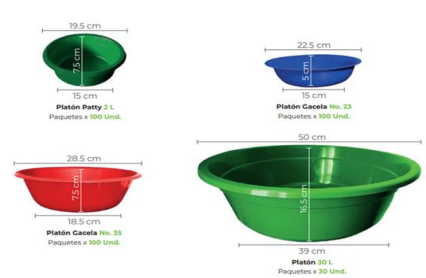 19.5 cm
7.5 cm
15 cm
Platón Patty 2 L
Paquetes x 100 Und.
22.5 cm
5 cm
15 cm
Platón Gacela No. 23
Paquetes x 100 Und.
28.5 cm
7.5 cm
18.5 cm
Platón Gacela No. 35
Paquetes x 100 Und.
50 cm
16.5 cm
39 cm
Platón 30 L
Paquetes x 30 Und.